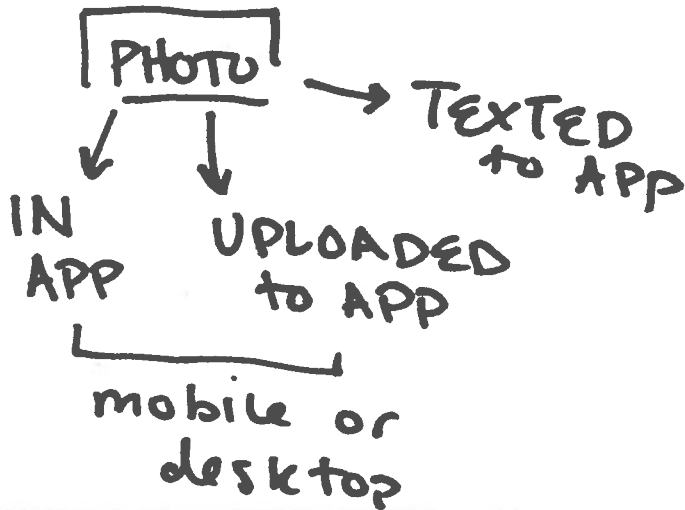 PHOTO
TEXTED
to APP
IN
APP
UPLOADED
to APP
mobile or
desktop